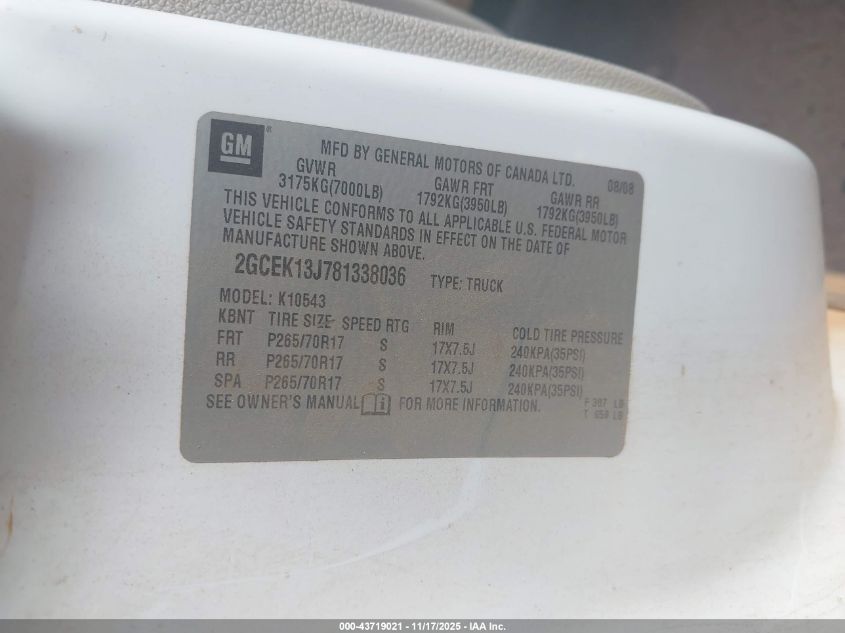 GM
MFD BY GENERAL MOTORS OF CANADA LTD. 08/08
GVWR GAWR FRT GAWR RR
3175KG(7000LB) 1792KG(3950LB) 1792KG(3950LB)
THIS VEHICLE CONFORMS TO ALL APPLICABLE U.S. FEDERAL MOTOR
VEHICLE SAFETY STANDARDS IN EFFECT ON THE DATE OF
MANUFACTURE SHOWN ABOVE.
2GCEK13J781338036 TYPE: TRUCK
MODEL: K10543
KBNT TIRE SIZE SPEED RTG RIM COLD TIRE PRESSURE
FRT P265/70R17 S 17X7.5J 240KPA(35PSI)
RR P265/70R17 S 17X7.5J 240KPA(35PSI)
SPA P265/70R17 S 17X7.5J 240KPA(35PSI)
SEE OWNER'S MANUAL i FOR MORE INFORMATION.
F 307 LB
T 650 LB
000-43719021 - 11/17/2025 - IAA Inc.